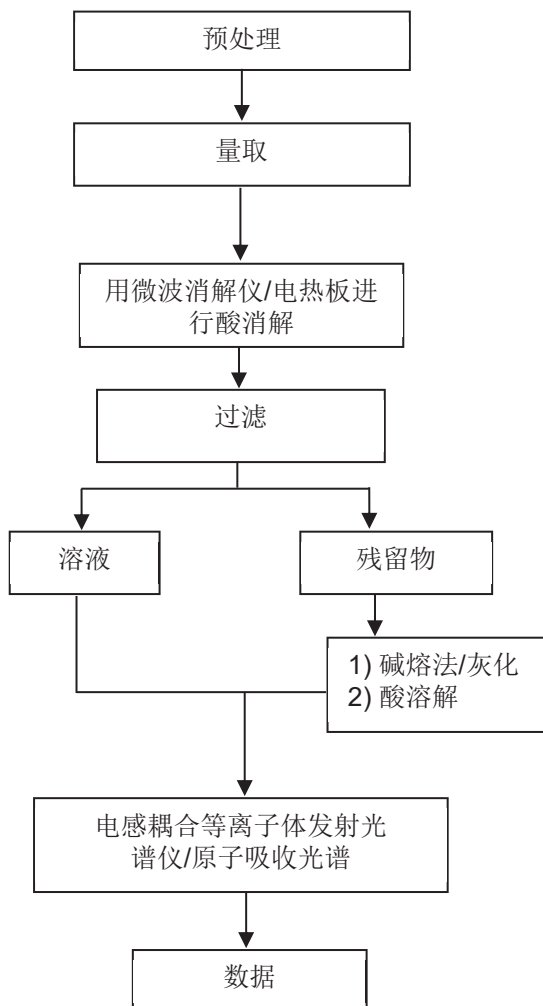 预处理
量取
用微波消解仪/电热板进
行酸消解
过滤
溶液
残留物
1) 碱熔法/灰化
2) 酸溶解
电感耦合等离子体发射光
谱仪/原子吸收光谱
数据